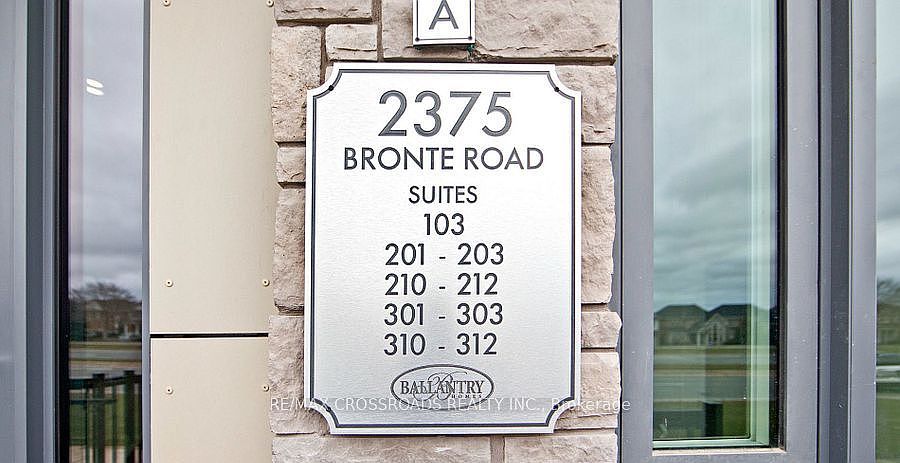 A
2375
BRONTE ROAD
SUITES
103
201 - 203
210 - 212
301 - 303
310 - 312
BALLANTRY
HOMES
RE/MAX CROSSROADS REALTY INC., Brokerage